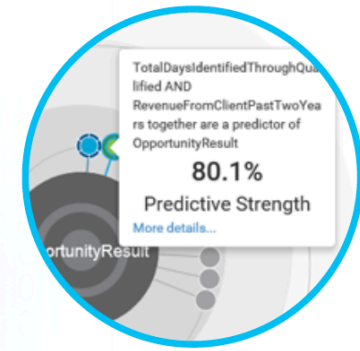 TotalDaysIdentifiedThroughQua
lified AND
RevenueFromClientPastTwoYea
rs together are a predictor of
OpportunityResult
80.1%
Predictive Strength
More details...
ortunityResult